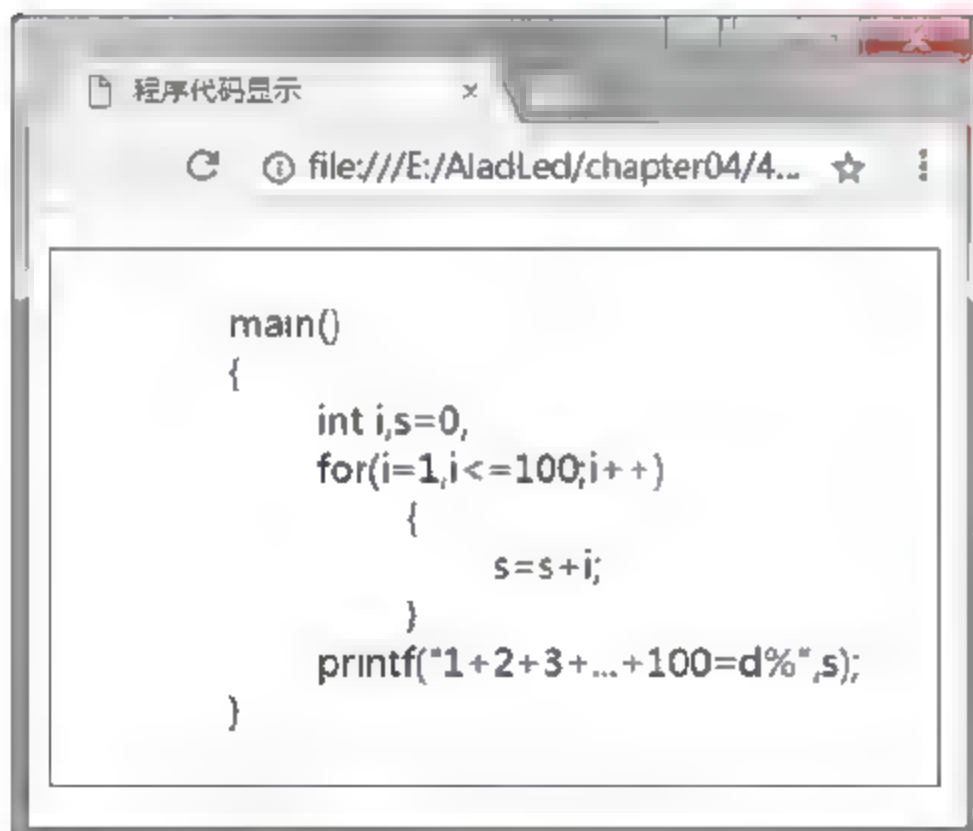 程序代码显示
file:///E:/AladLed/chapter04/4...
main()
{
int i,s=0,
for(i=1,i<=100;i++)
{
s=s+i;
}
printf("1+2+3+...+100=d%",s);
}